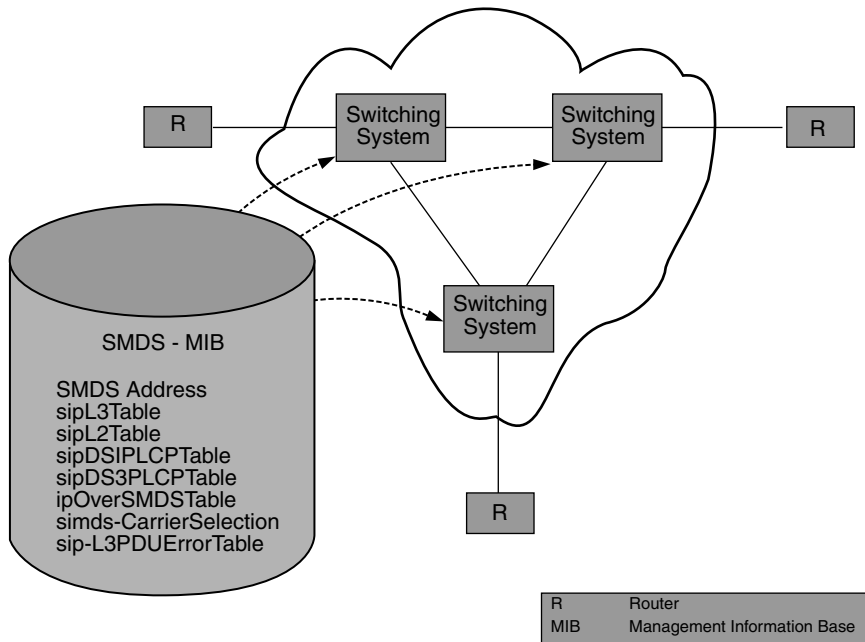 R
Switching
System
Switching
System
R
Switching
System
SMDS - MIB
SMDS Address
sipL3Table
sipL2Table
sipDSIPLCPTable
sipDS3PLCPTable
ipOverSMDSTable
simds-CarrierSelection
sip-L3PDUErrorTable
R
R Router
MIB Management Information Base